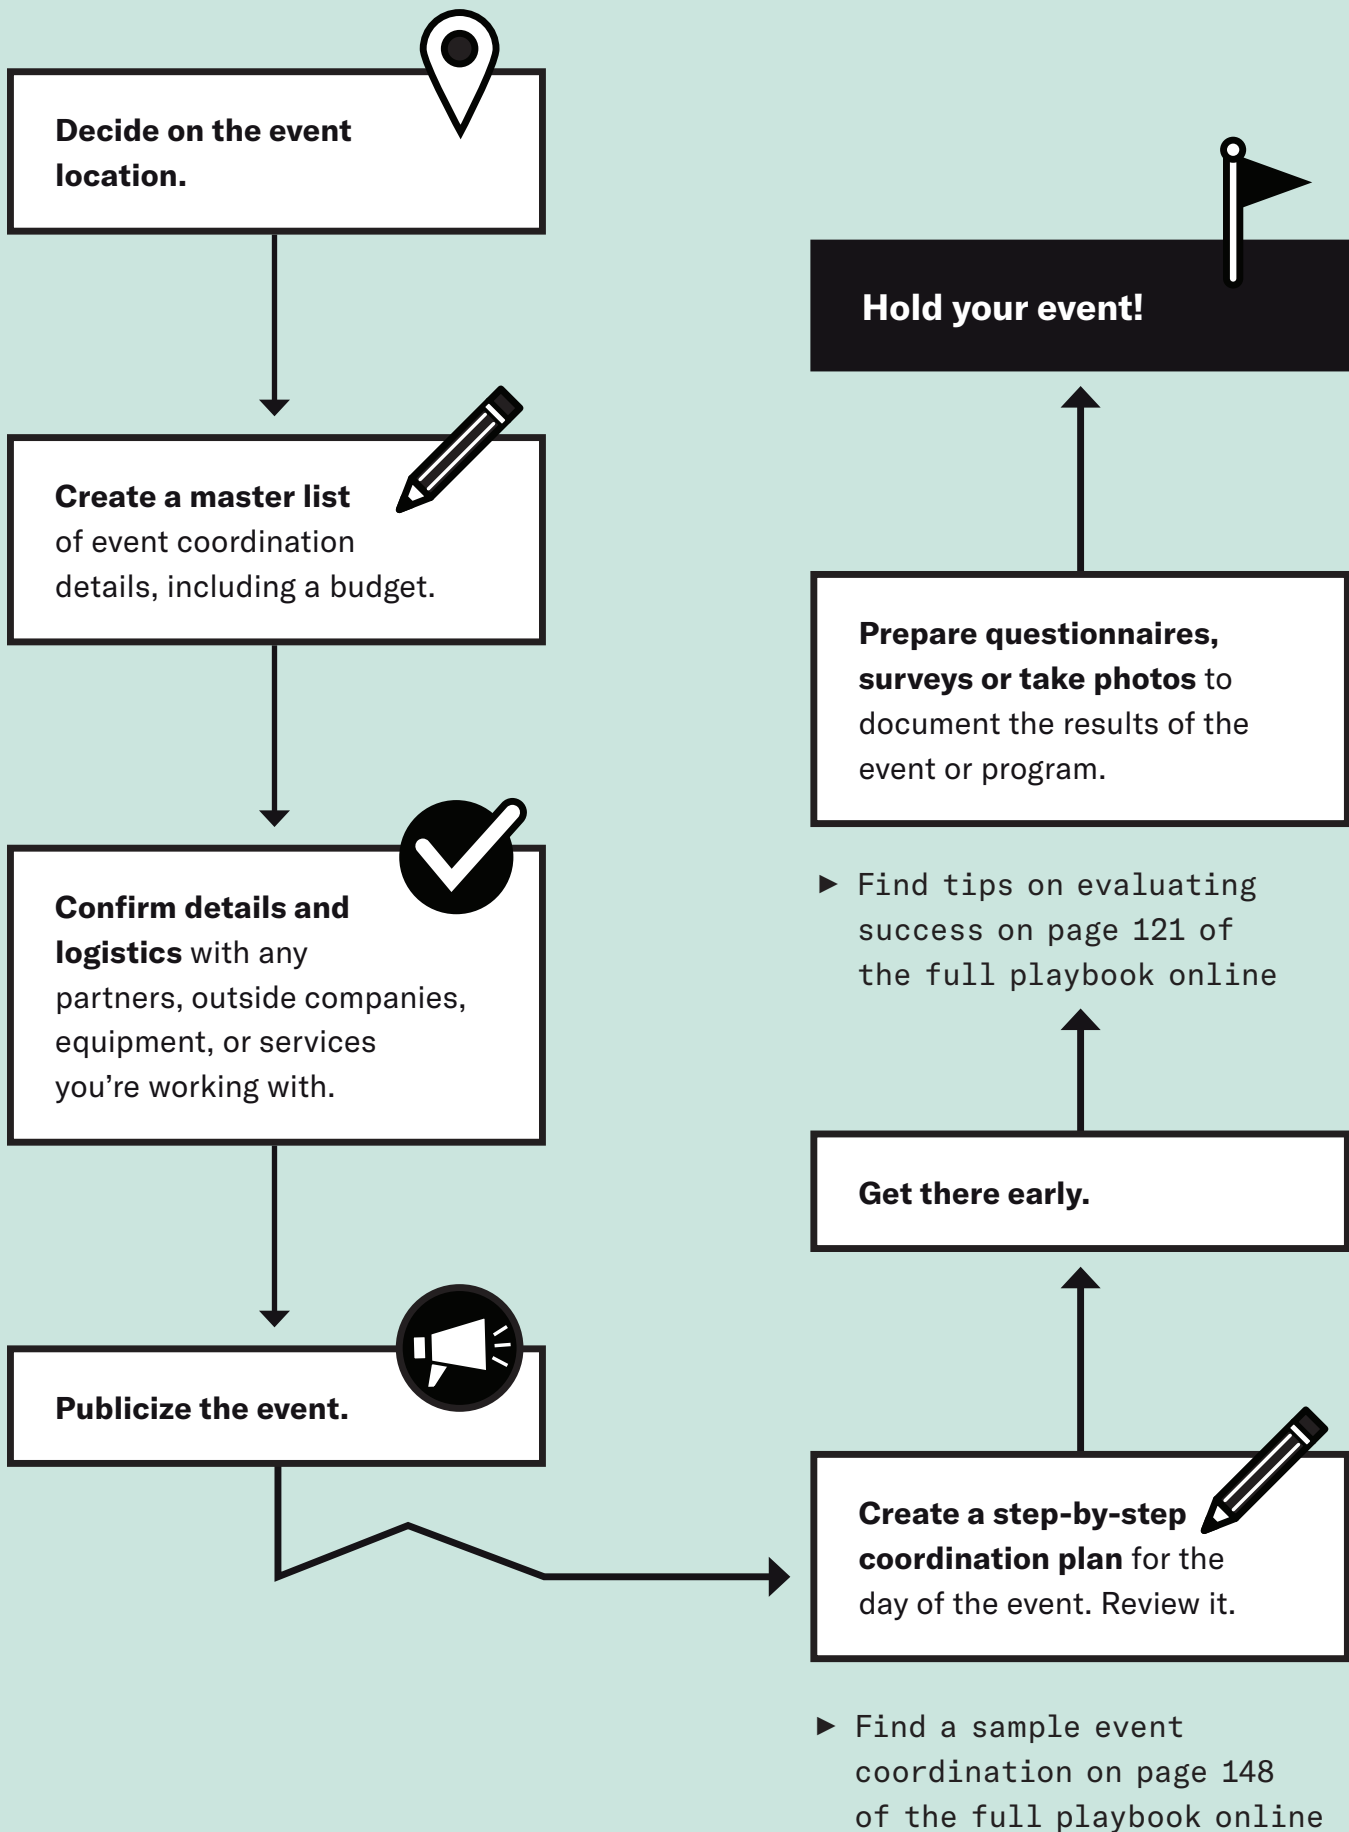 Decide on the event
location.
Create a master list
of event coordination
details, including a budget.
Confirm details and
logistics with any
partners, outside companies,
equipment, or services
you’re working with.
Publicize the event.
Create a step-by-step
coordination plan for the
day of the event. Review it.
► Find a sample event
coordination on page 148
of the full playbook online
Get there early.
Prepare questionnaires,
surveys or take photos to
document the results of the
event or program.
► Find tips on evaluating
success on page 121 of
the full playbook online
Hold your event!